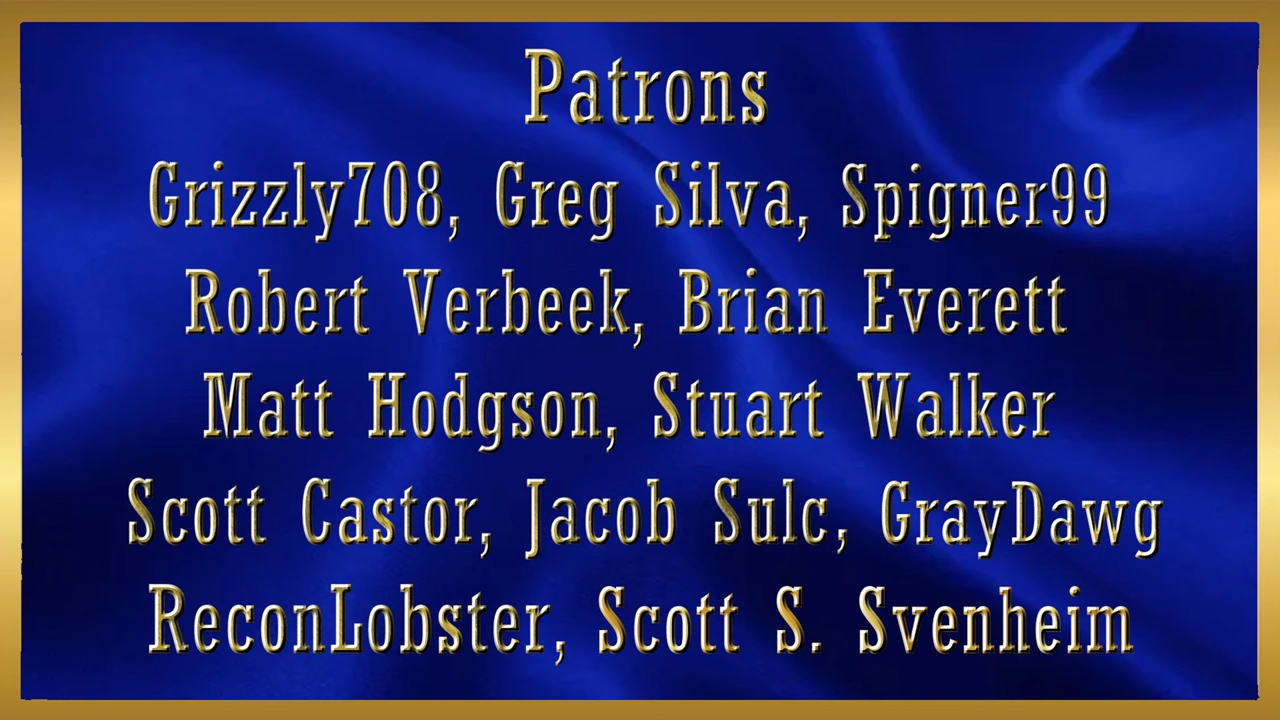 Patrons
Grizzly708, Greg Silva, Spigner99
Robert Verbeek, Brian Everett
Matt Hodgson, Stuart Walker
Scott Castor, Jacob Sulc, GrayDawg
ReconLobster, Scott S. Svenheim